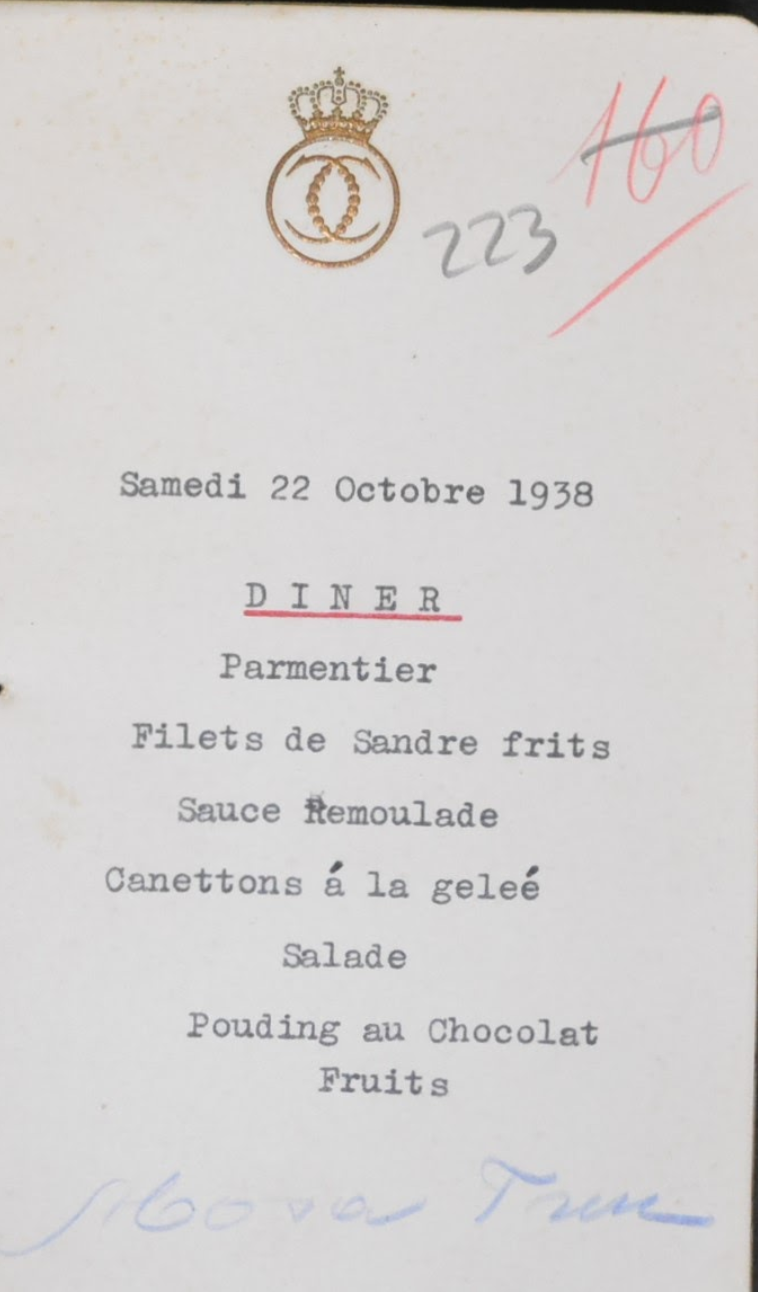 160
223
Samedi 22 Octobre 1938
DINER
Parmentier
Filets de Sandre frits
Sauce Remoulade
Canettons á la geleé
Salade
Pouding au Chocolat
Fruits